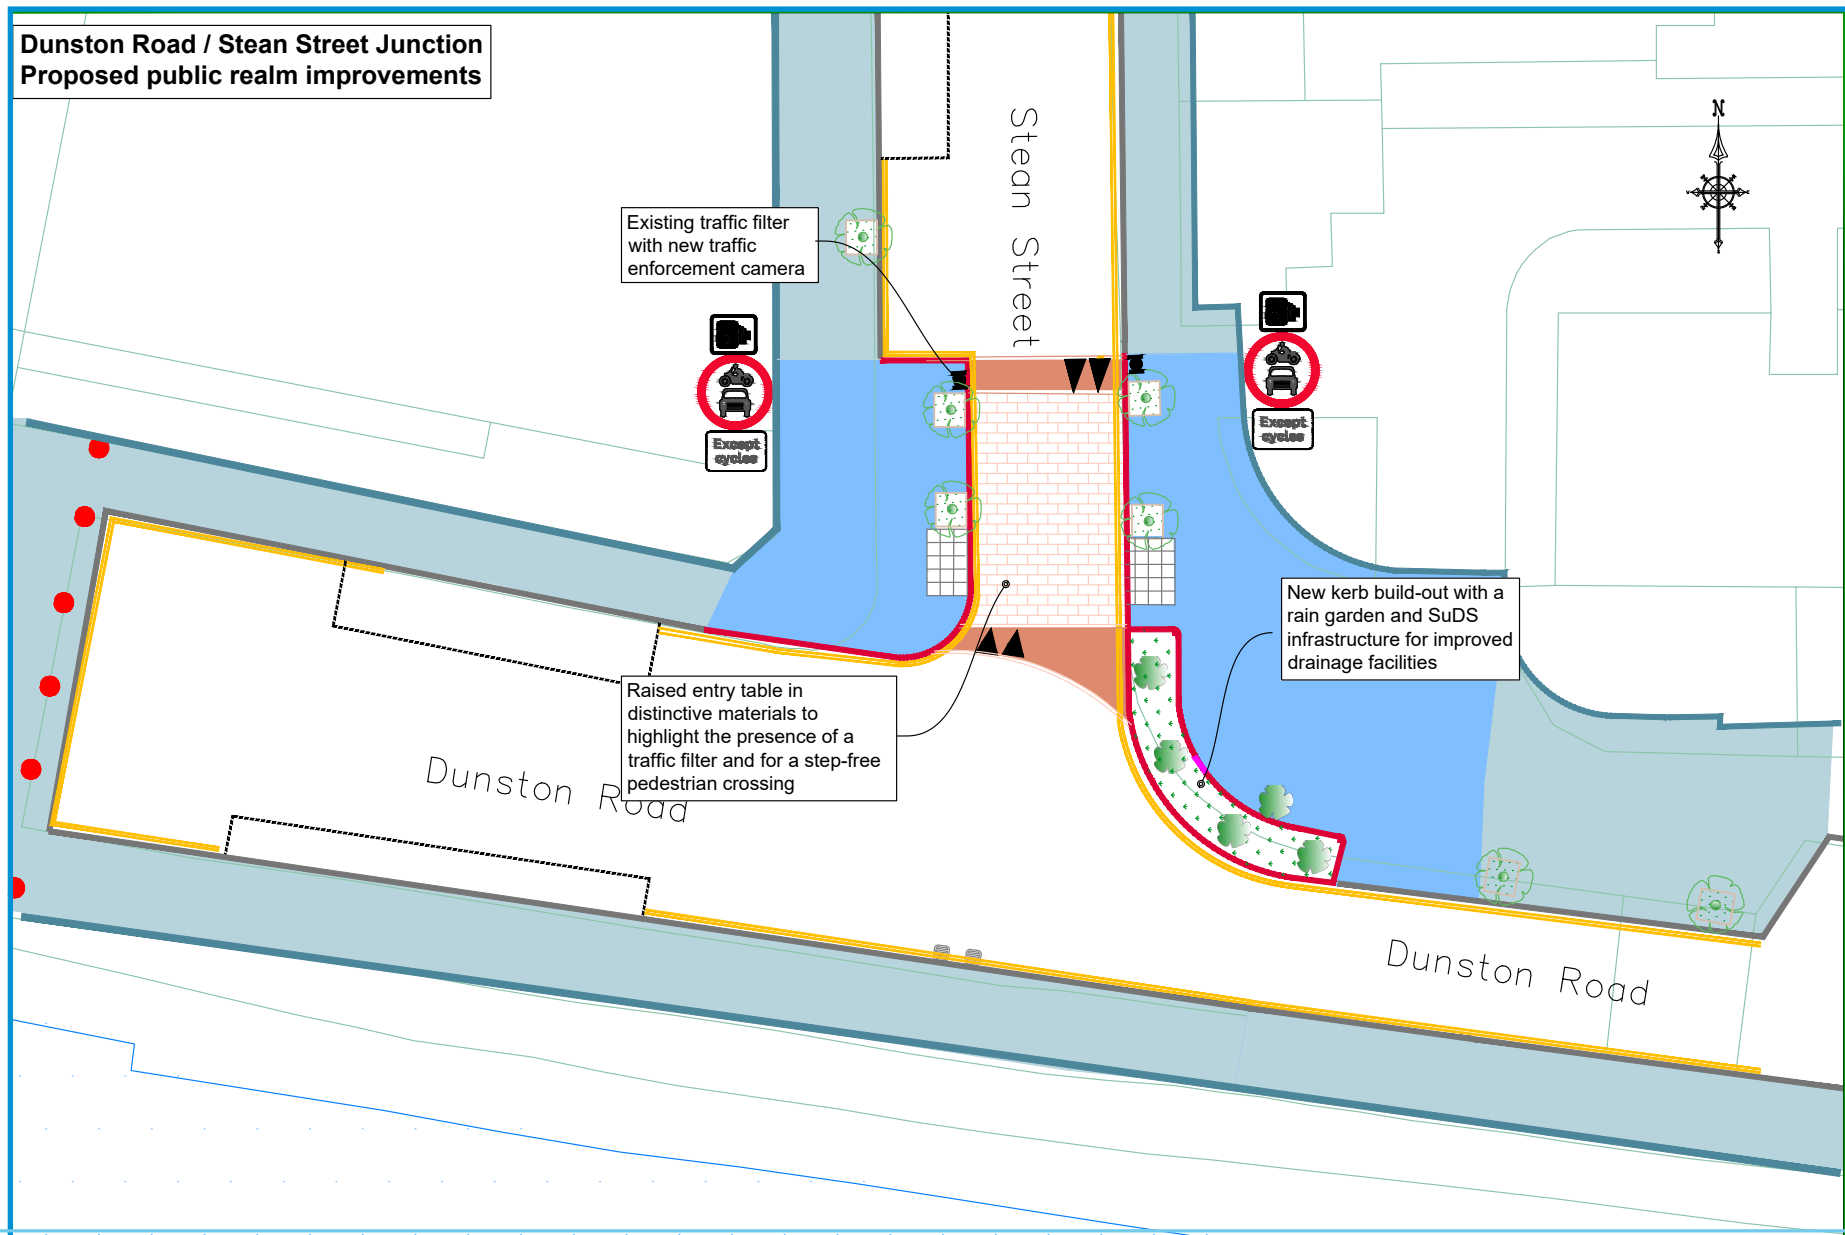 Dunston Road / Stean Street Junction
Proposed public realm improvements
N
Stean Street
Existing traffic filter
with new traffic
enforcement camera
Except
cycles
Except
cycles
New kerb build-out with a
rain garden and SuDS
infrastructure for improved
drainage facilities
Raised entry table in
distinctive materials to
highlight the presence of a
traffic filter and for a step-free
pedestrian crossing
Dunston Road
Dunston Road